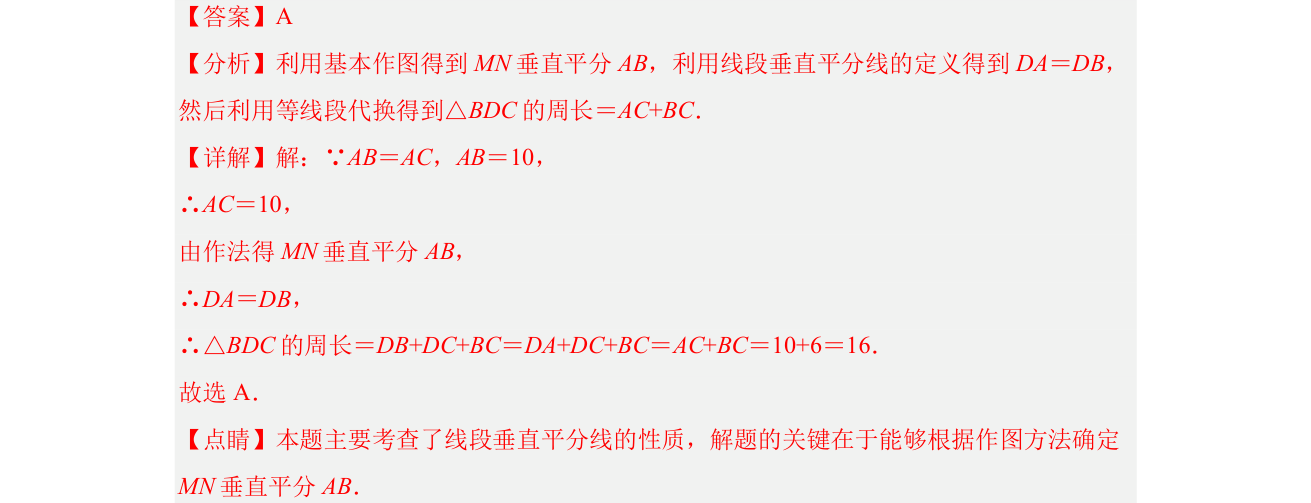 【答案】A
【分析】利用基本作图得到 MN 垂直平分 AB，利用线段垂直平分线的定义得到 DA＝DB，
然后利用等线段代换得到△BDC 的周长＝AC+BC．
【详解】解：∵AB＝AC，AB＝10，
∴AC＝10，
由作法得 MN 垂直平分 AB，
∴DA＝DB，
∴△BDC 的周长＝DB+DC+BC＝DA+DC+BC＝AC+BC＝10+6＝16．
故选 A．
【点睛】本题主要考查了线段垂直平分线的性质，解题的关键在于能够根据作图方法确定
MN 垂直平分 AB．